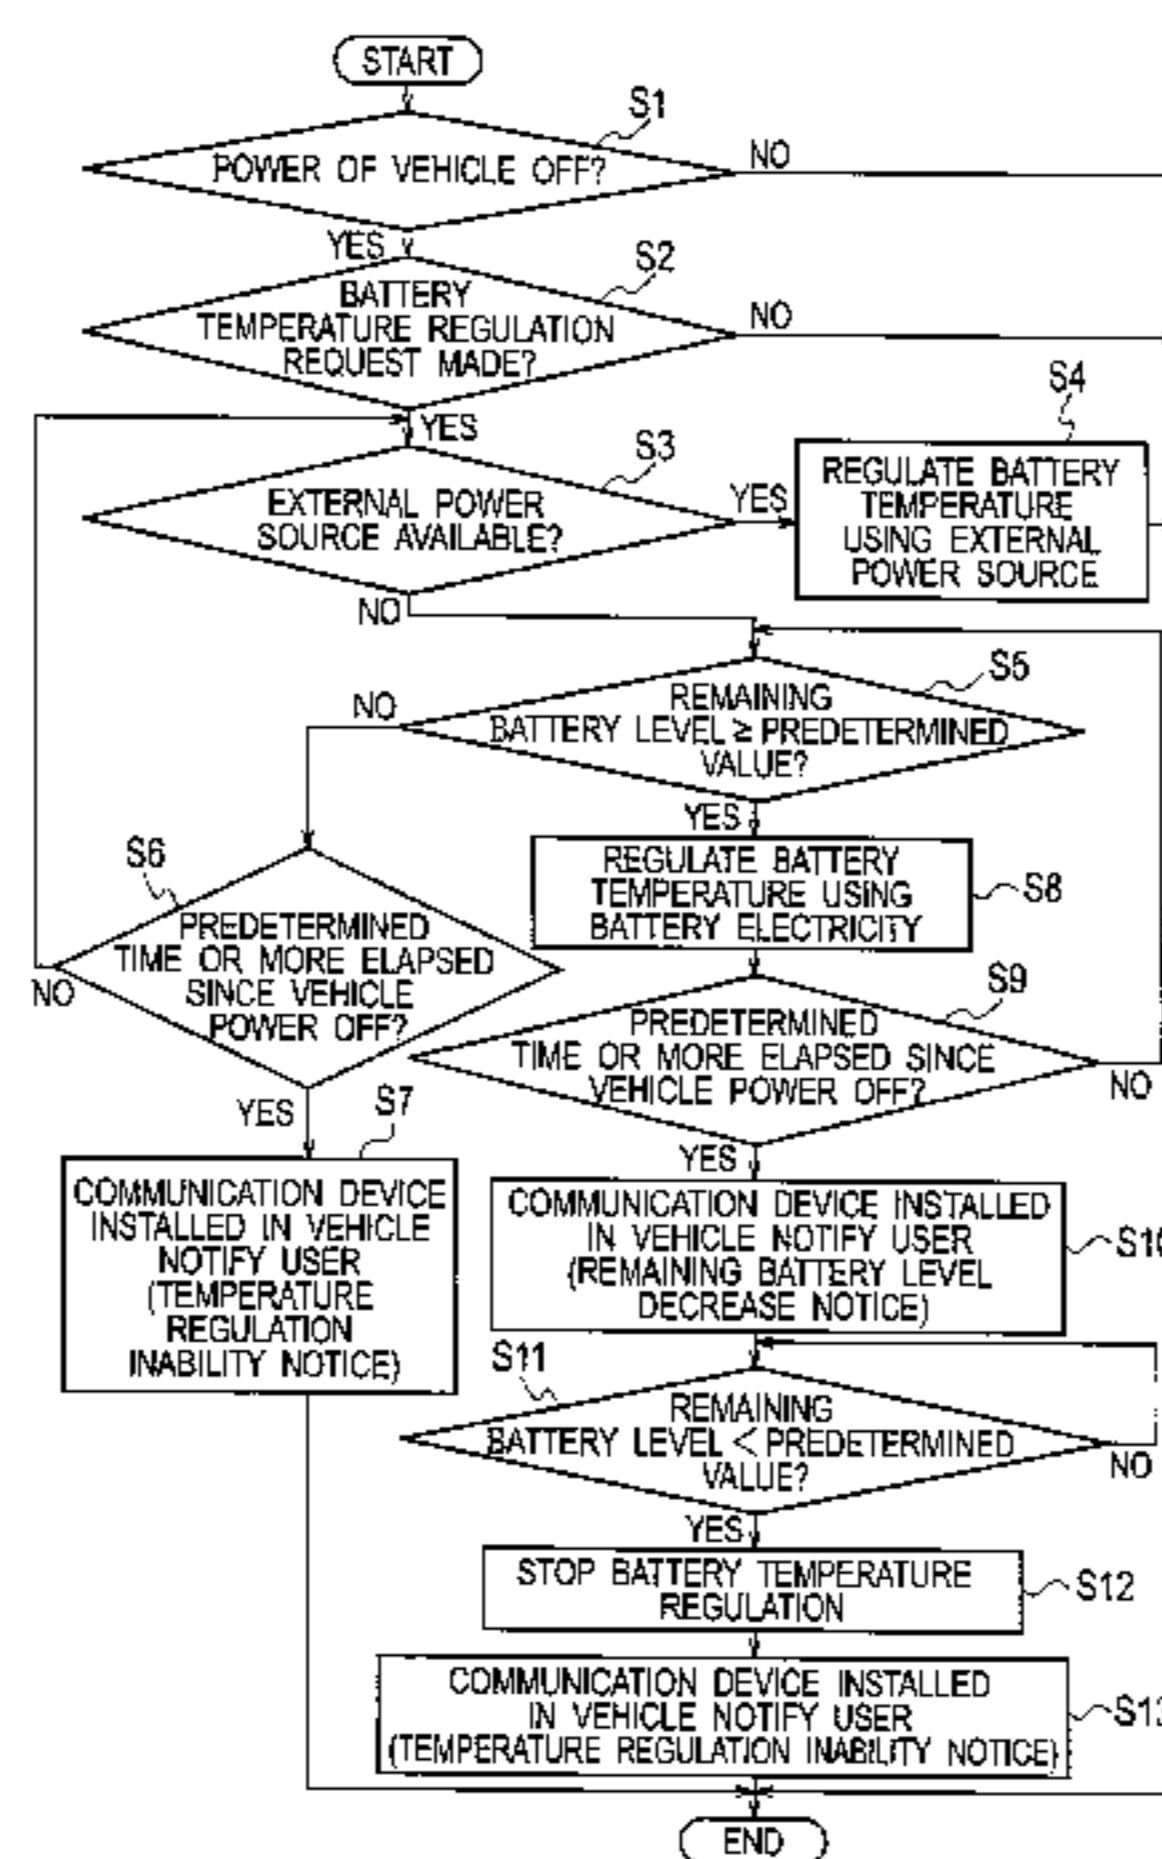 START
S1
POWER OF VEHICLE OFF?
NO
YES
S2
BATTERY
TEMPERATURE REGULATION
REQUEST MADE?
NO
YES
S3
EXTERNAL POWER
SOURCE AVAILABLE?
YES
S4
REGULATE BATTERY
TEMPERATURE
USING EXTERNAL
POWER SOURCE
NO
S5
REMAINING
BATTERY LEVEL ≥ PREDETERMINED
VALUE?
NO
YES
S6
PREDETERMINED
TIME OR MORE ELAPSED
SINCE VEHICLE
POWER OFF?
NO
YES
S7
COMMUNICATION DEVICE
INSTALLED IN VEHICLE
NOTIFY USER
(TEMPERATURE
REGULATION
INABILITY NOTICE)
REGULATE BATTERY
TEMPERATURE USING
BATTERY ELECTRICITY
S8
S9
PREDETERMINED
TIME OR MORE ELAPSED SINCE
VEHICLE POWER OFF?
NO
YES
COMMUNICATION DEVICE INSTALLED
IN VEHICLE NOTIFY USER
(REMAINING BATTERY LEVEL
DECREASE NOTICE)
S10
S11
REMAINING
BATTERY LEVEL < PREDETERMINED
VALUE?
NO
YES
STOP BATTERY TEMPERATURE
REGULATION
S12
COMMUNICATION DEVICE INSTALLED
IN VEHICLE NOTIFY USER
(TEMPERATURE REGULATION INABILITY NOTICE)
END